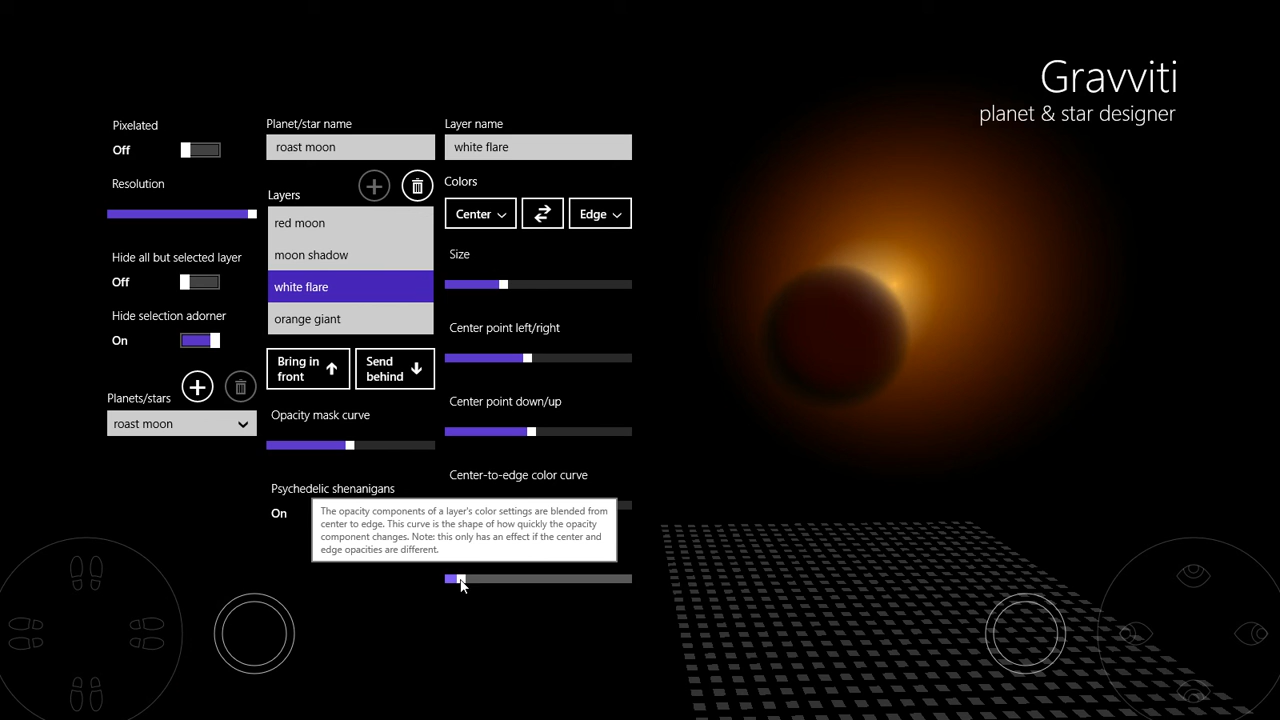 Gravviti
planet & star designer
Pixelated
Off
Resolution
Hide all but selected layer
Off
Hide selection adorner
On
Planets/stars
roast moon
Planet/star name
roast moon
Layers
red moon
moon shadow
white flare
orange giant
Bring in
front
Send
behind
Opacity mask curve
Psychedelic shenanigans
On
Layer name
white flare
Colors
Center
Edge
Size
Center point left/right
Center point down/up
Center-to-edge color curve
The opacity components of a layer's color settings are blended from
center to edge. This curve is the shape of how quickly the opacity
component changes. Note: this only has an effect if the center and
edge opacities are different.